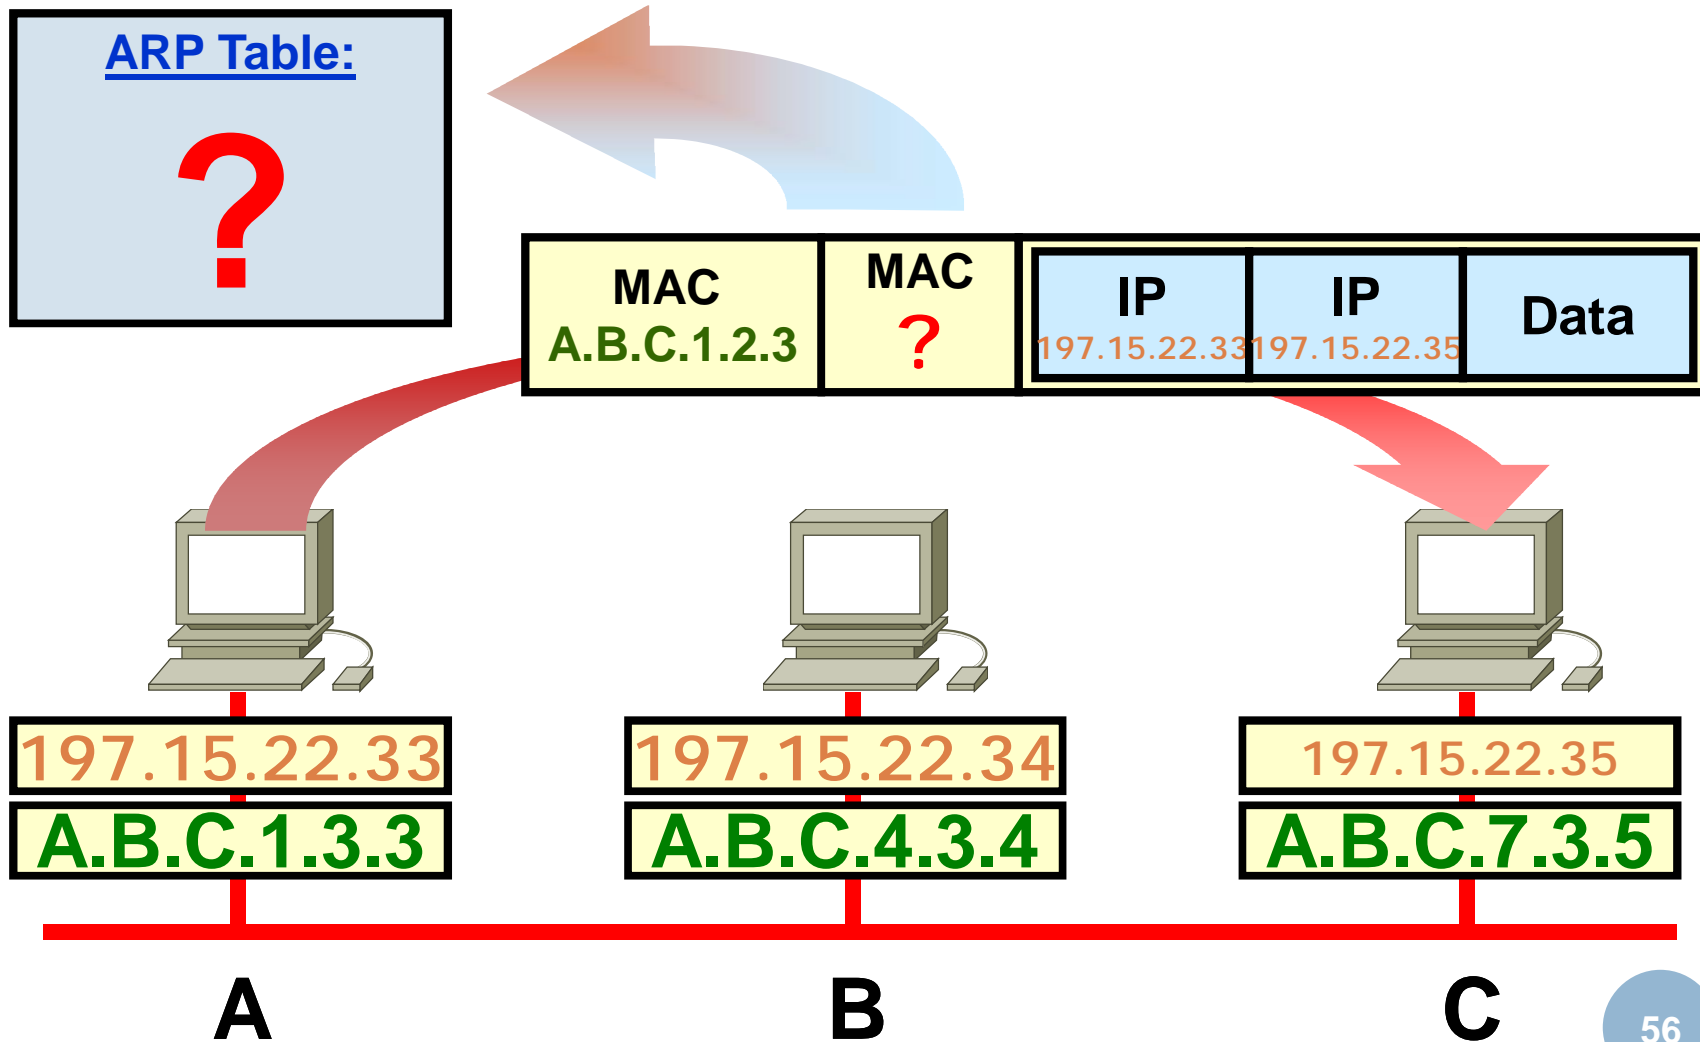 ARP Table:
?
MAC
A.B.C.1.2.3
MAC
?
IP
197.15.22.33
IP
197.15.22.35
Data
197.15.22.33
A.B.C.1.3.3
197.15.22.34
A.B.C.4.3.4
197.15.22.35
A.B.C.7.3.5
A
B
C
56